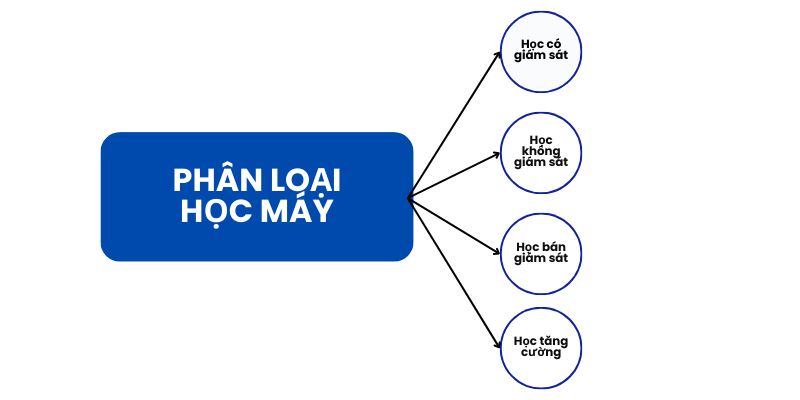 PHÂN LOẠI
HỌC MÁY
Học có
giám sát
Học
không
giám sát
Học bán
giám sát
Học tăng
cường